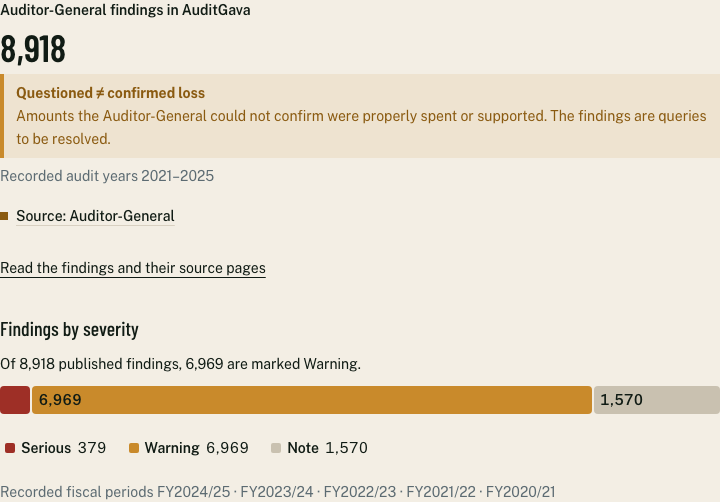 Auditor-General findings in AuditGava
8,918
Questioned ≠ confirmed loss
Amounts the Auditor-General could not confirm were properly spent or supported. The findings are queries
to be resolved.
Recorded audit years 2021–2025
Source: Auditor-General
Read the findings and their source pages
Findings by severity
Of 8,918 published findings, 6,969 are marked Warning.
6,969 1,570
Serious 379 Warning 6,969 Note 1,570
Recorded fiscal periods FY2024/25 · FY2023/24 · FY2022/23 · FY2021/22 · FY2020/21